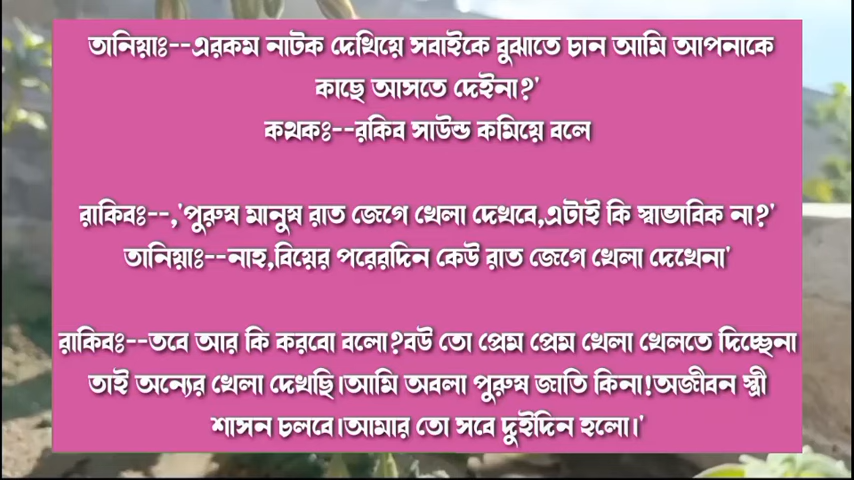 তানিয়াঃ--এরকম নাটক দেখিয়ে সবাইকে বুঝাতে চান আমি আপনাকে
কাছে আসতে দেইনা?'
কথকঃ--রকিব সাউন্ড কমিয়ে বলে
রাকিবঃ--,'পুরুষ মানুষ রাত জেগে খেলা দেখবে,এটাই কি স্বাভাবিক না?'
তানিয়াঃ--নাহ,বিয়ের পরেরদিন কেউ রাত জেগে খেলা দেখেনা'
রাকিবঃ--তবে আর কি করবো বলো?বউ তো প্রেম প্রেম খেলা খেলতে দিচ্ছেনা
তাই অন্যের খেলা দেখছি।আমি অবলা পুরুষ জাতি কিনা!অজীবন স্ত্রী
শাসন চলবে।আমার তো সবে দুইদিন হলো।'